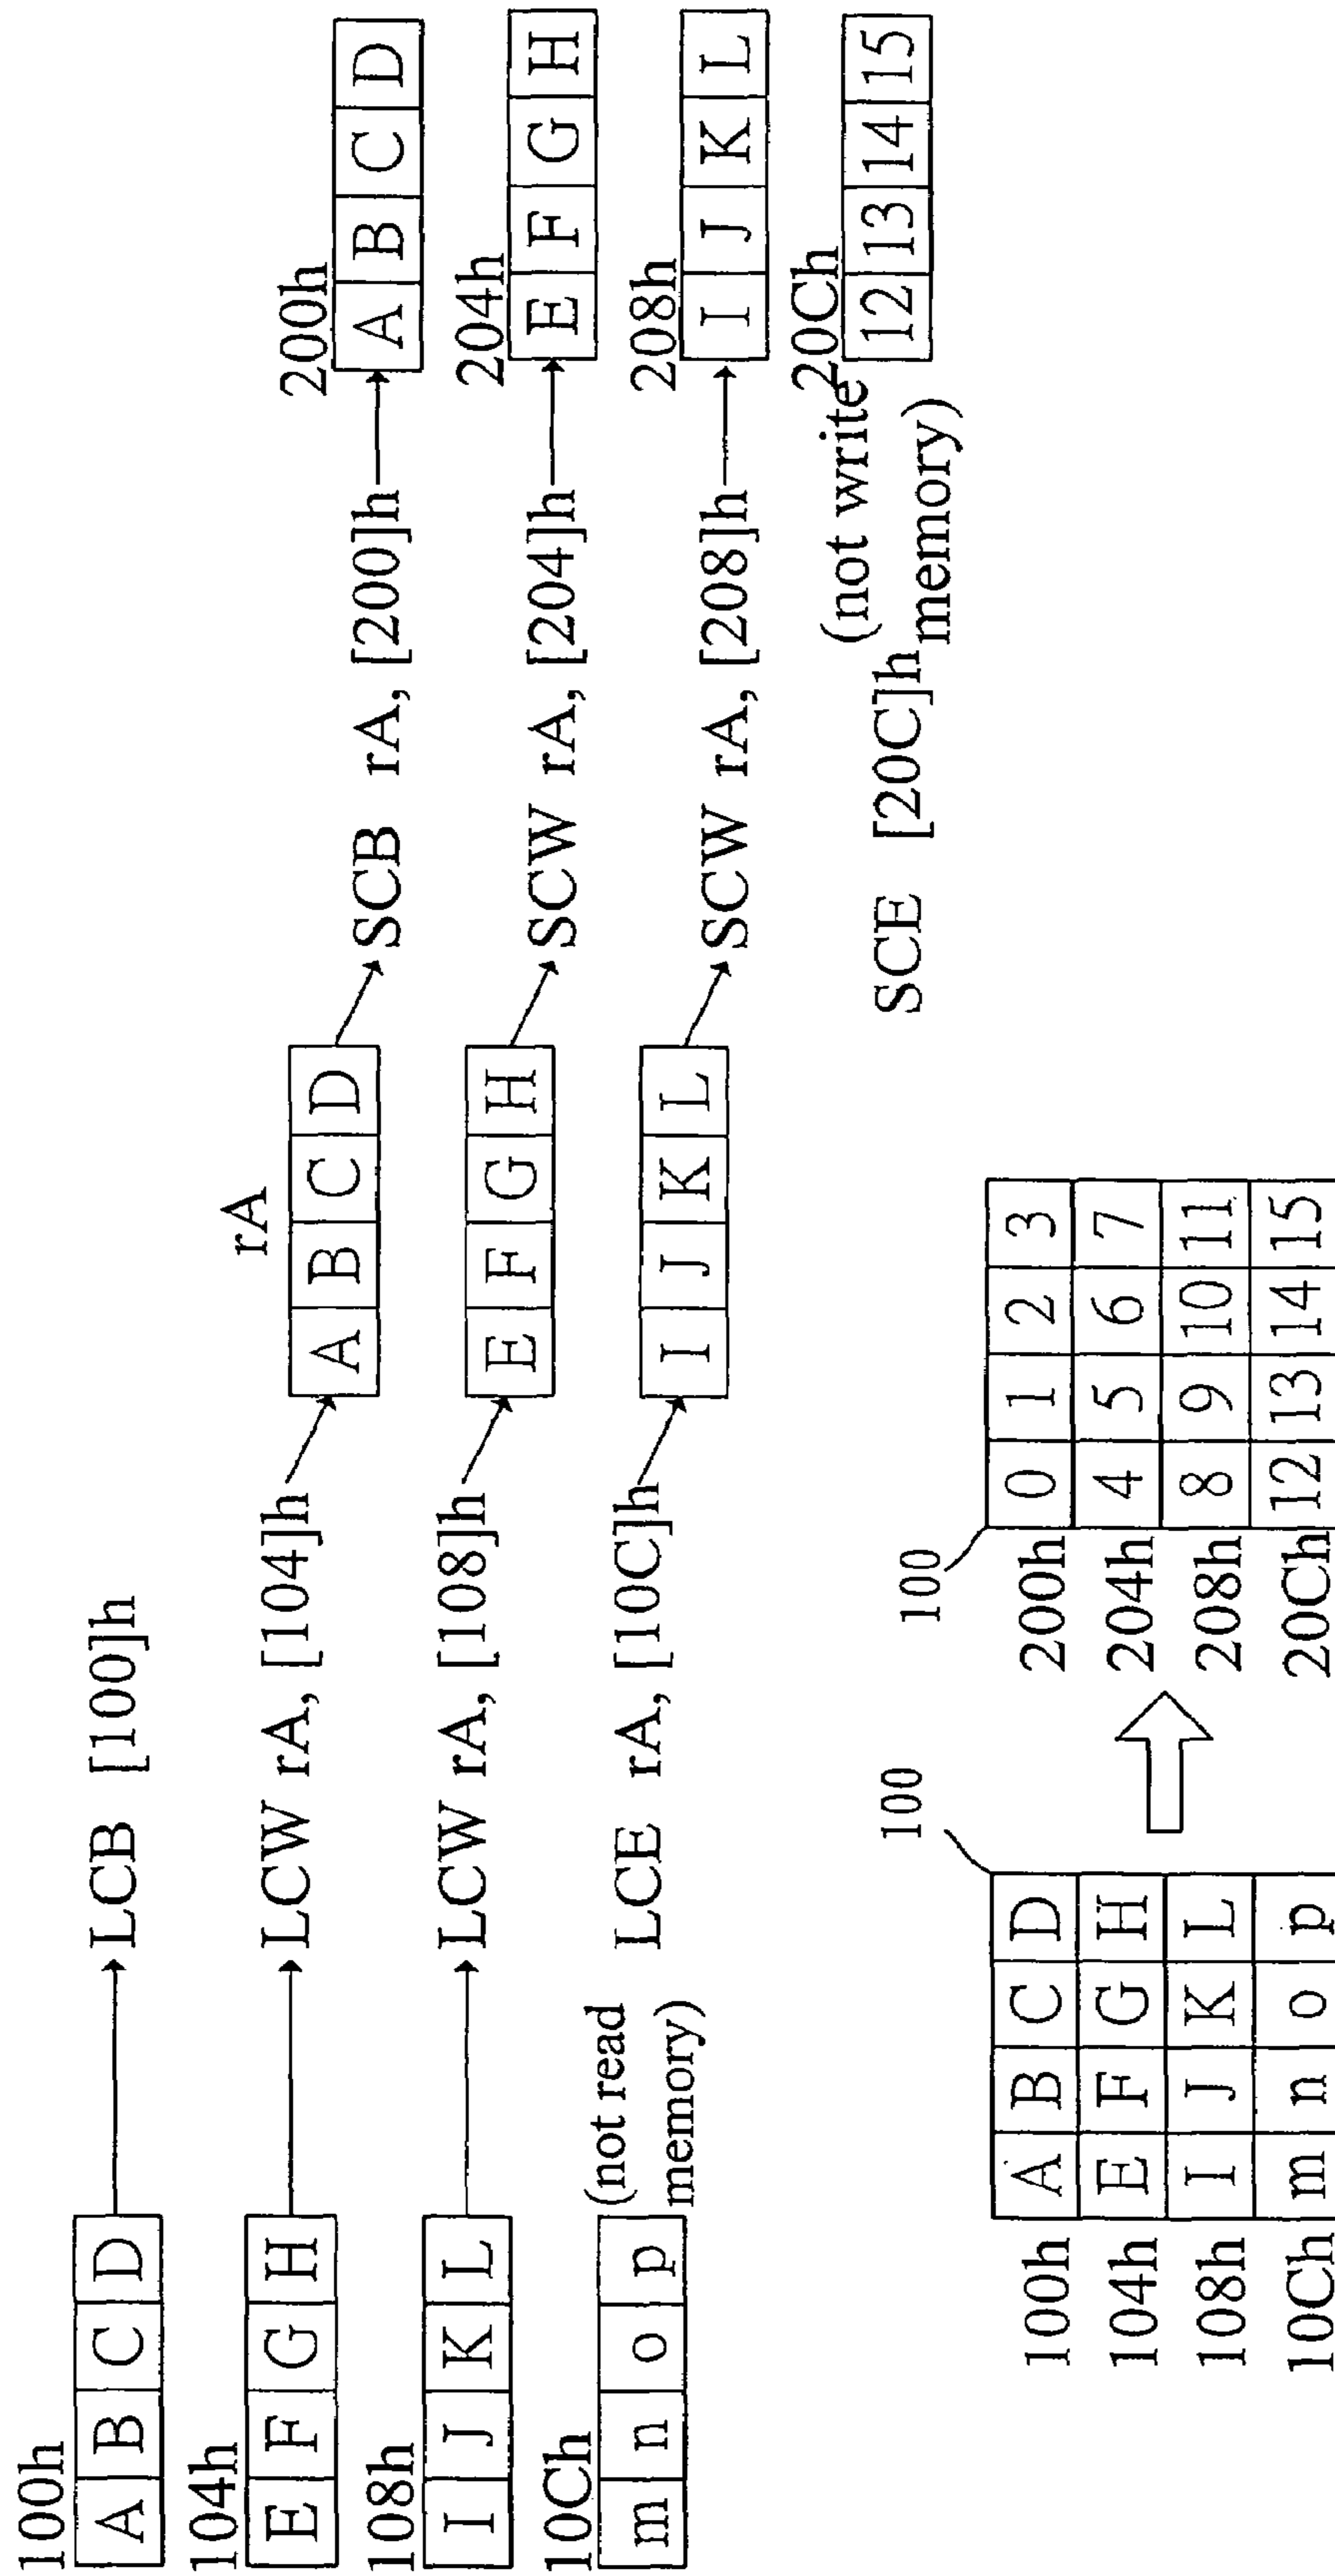 100h
A B C D
LCB [100]h
104h
E F G H
LCW rA, [104]h
rA
A B C D
SCB rA, [200]h
200h
A B C D
108h
I J K L
LCW rA, [108]h
E F G H
SCW rA, [204]h
204h
E F G H
10Ch
m n o p
(not read
memory)
LCE rA, [10C]h
I J K L
SCW rA, [208]h
208h
I J K L
SCE [20C]h
(not write
memory)
20Ch
12 13 14 15
100
100h A B C D
104h E F G H
108h I J K L
10Ch m n o p
100
200h 0 1 2 3
204h 4 5 6 7
208h 8 9 10 11
20Ch 12 13 14 15